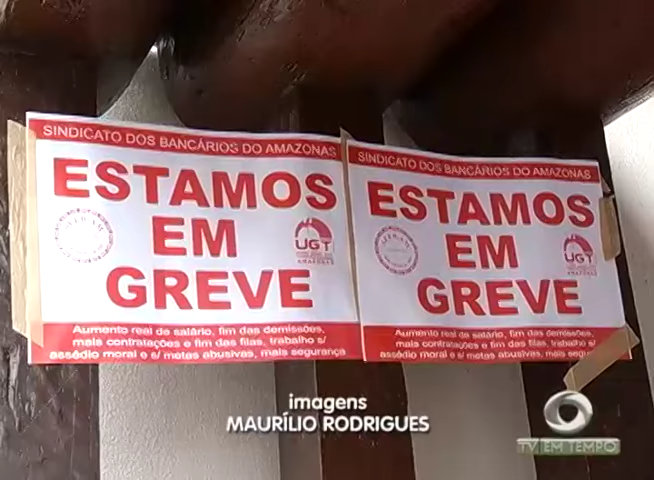 SINDICATO DOS BANCÁRIOS DO AMAZONAS
ESTAMOS
EM
GREVE
UGT
AMAZONAS
Aumento real de salário, fim das demissões,
mais contratações e fim das filas, trabalho s/
assédio moral e s/ metas abusivas, mais segurança
SINDICATO DOS BANCÁRIOS DO AMAZONAS
ESTAMOS
EM
GREVE
UGT
Aumento real de salário, fim das demissões,
mais contratações e fim das filas, trabalho s/
assédio moral e s/ metas abusivas, mais
imagens
MAURÍLIO RODRIGUES
TV EM TEMPO